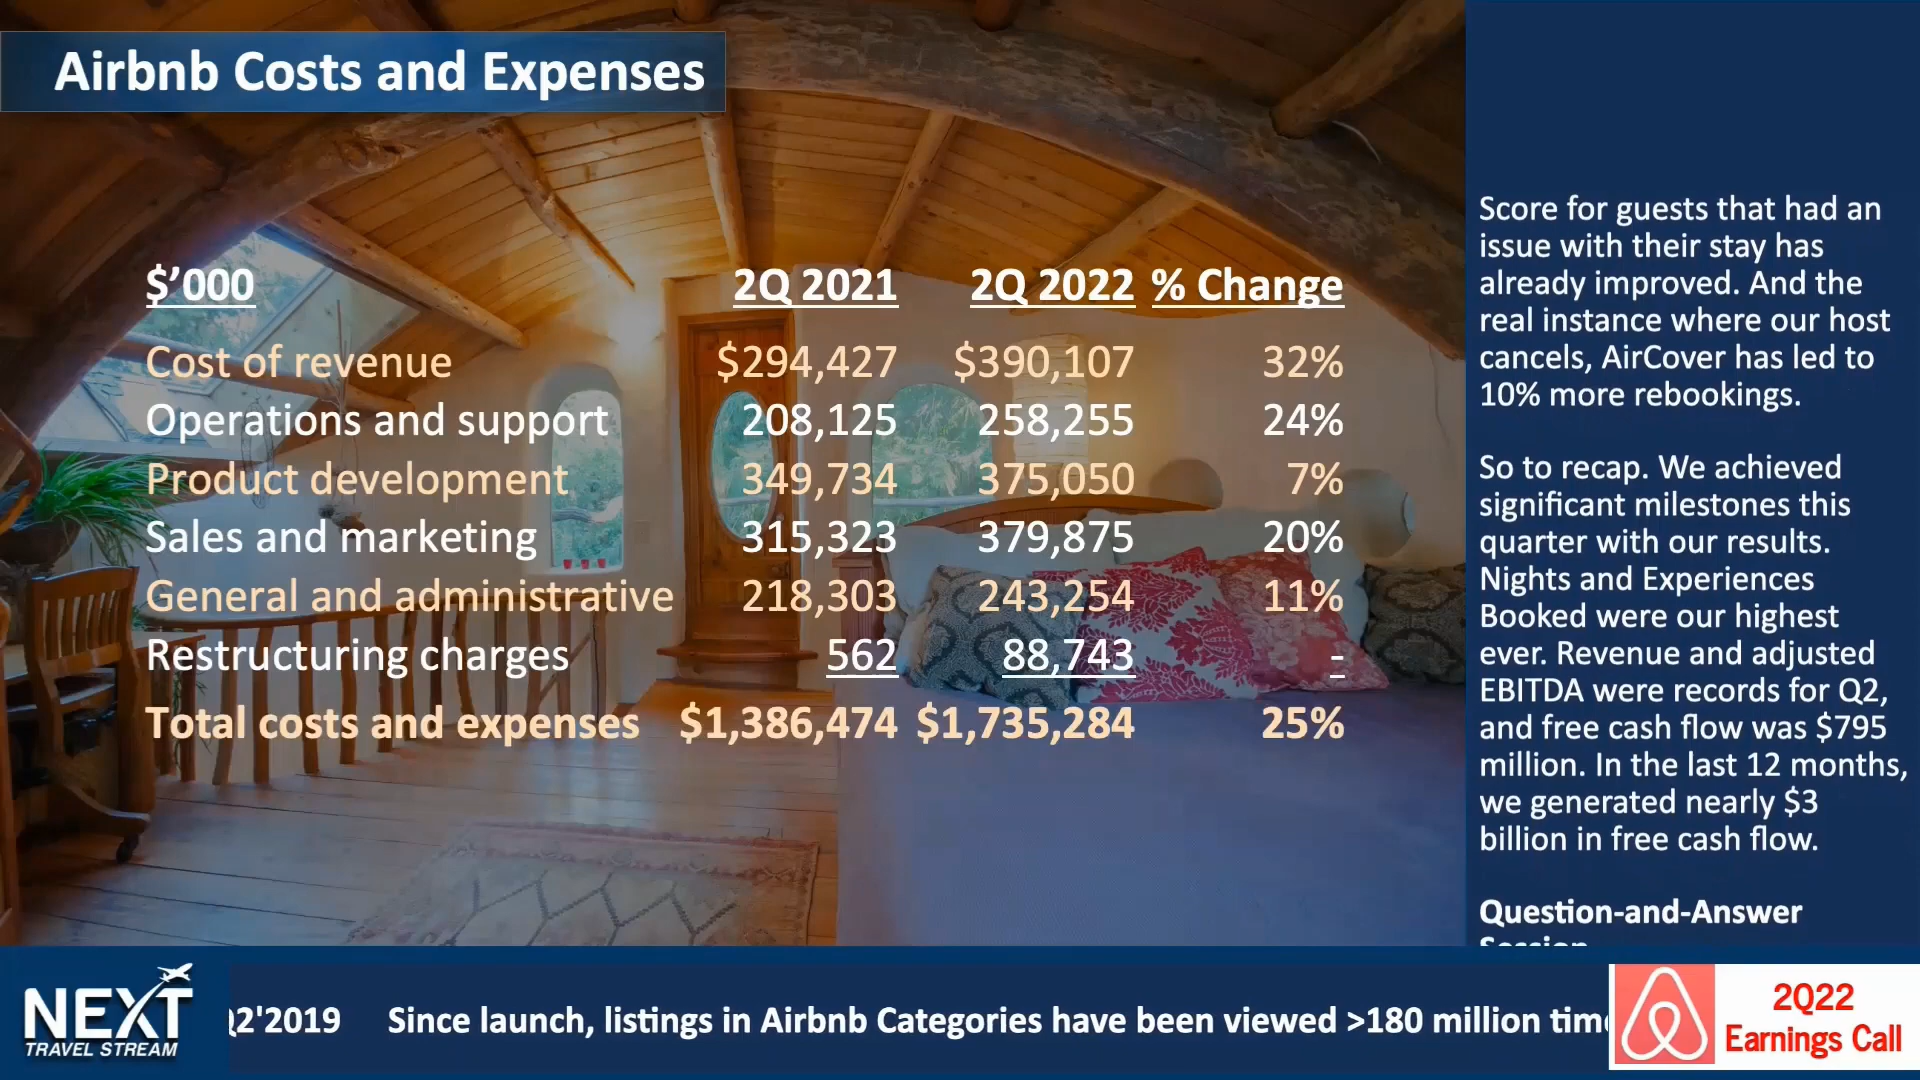 Airbnb Costs and Expenses
$’000 2Q 2021 2Q 2022 % Change
Cost of revenue $294,427 $390,107 32%
Operations and support 208,125 258,255 24%
Product development 349,734 375,050 7%
Sales and marketing 315,323 379,875 20%
General and administrative 218,303 243,254 11%
Restructuring charges 562 88,743 -
Total costs and expenses $1,386,474 $1,735,284 25%
Score for guests that had an
issue with their stay has
already improved. And the
real instance where our host
cancels, AirCover has led to
10% more rebookings.
So to recap. We achieved
significant milestones this
quarter with our results.
Nights and Experiences
Booked were our highest
ever. Revenue and adjusted
EBITDA were records for Q2,
and free cash flow was $795
million. In the last 12 months,
we generated nearly $3
billion in free cash flow.
Question-and-Answer
Session
NEXT
TRAVEL STREAM
Q2'2019 Since launch, listings in Airbnb Categories have been viewed >180 million tim
2Q22
Earnings Call